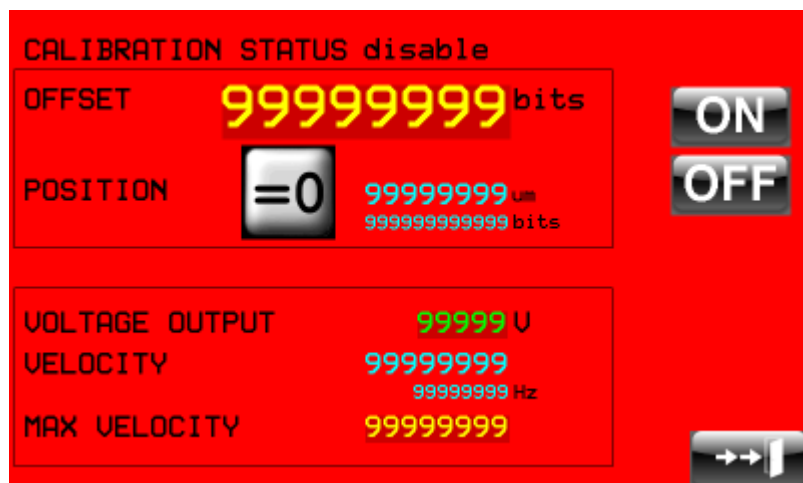 CALIBRATION STATUS disable
OFFSET 99999999 bits
ON
POSITION =0 99999999 um
OFF
999999999999 bits
VOLTAGE OUTPUT 99999 V
VELOCITY 99999999
99999999 Hz
MAX VELOCITY 99999999